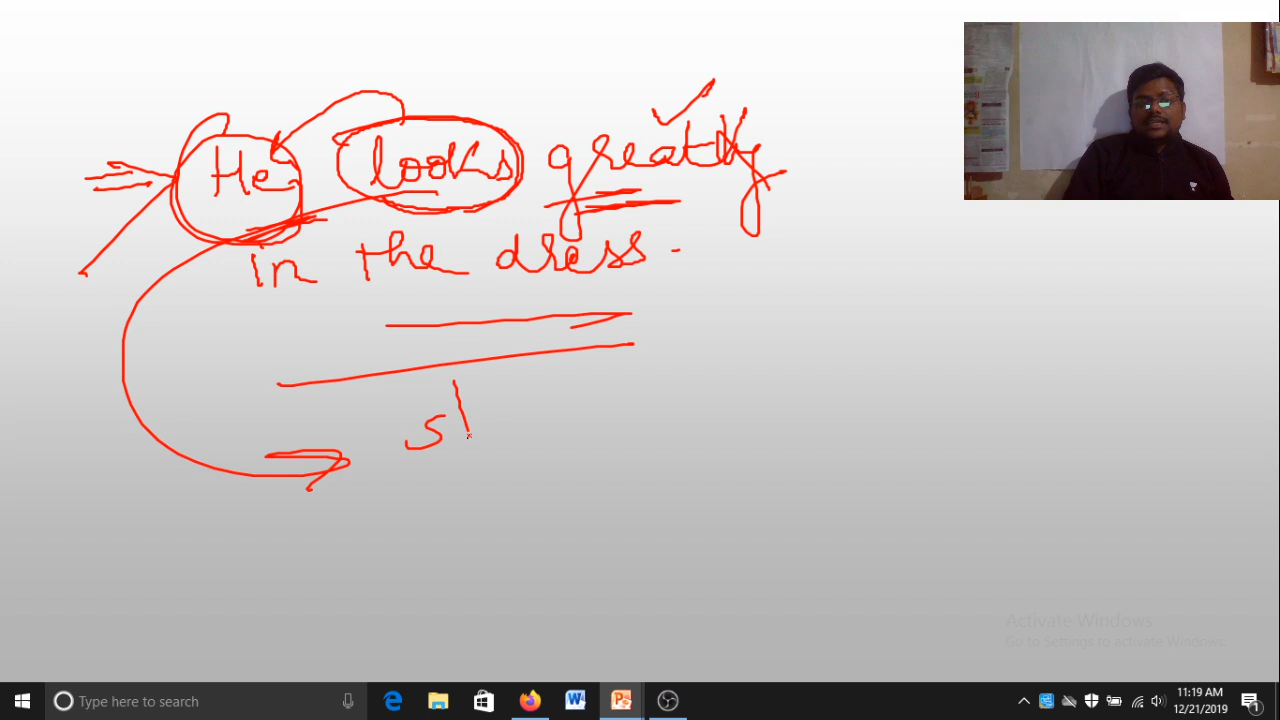 He looks greatly
in the dress.
Activate Windows
Go to Settings to activate Windows.
Type here to search
11:19 AM
12/21/2019